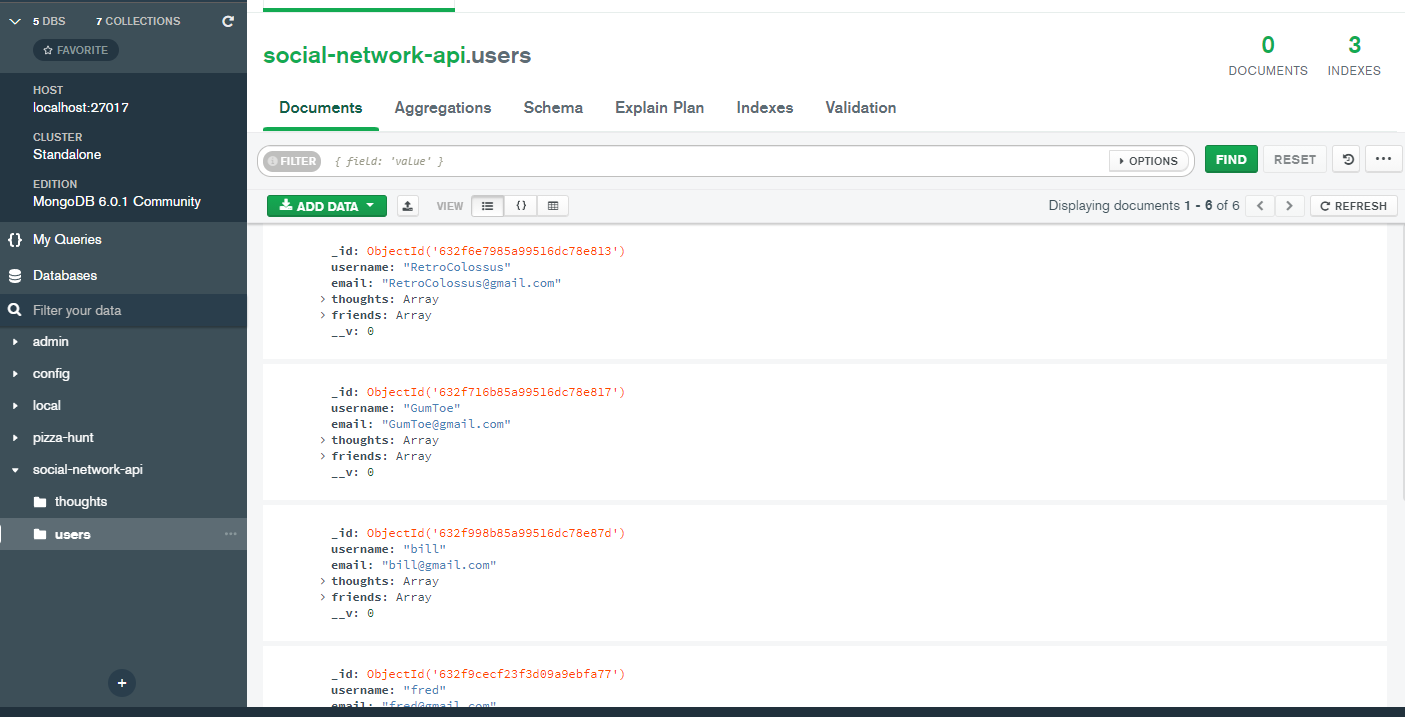 5 DBS 7 COLLECTIONS
FAVORITE
HOST
localhost:27017
CLUSTER
Standalone
EDITION
MongoDB 6.0.1 Community
{} My Queries
Databases
Filter your data
admin
config
local
pizza-hunt
social-network-api
thoughts
users ...
+
social-network-api.users
0
DOCUMENTS
3
INDEXES
Documents Aggregations Schema Explain Plan Indexes Validation
FILTER { field: 'value' } OPTIONS FIND RESET ...
ADD DATA VIEW {} Displaying documents 1 - 6 of 6 < > REFRESH
_id: ObjectId('632f6e7985a99516dc78e813')
username: "RetroColossus"
email: "RetroColossus@gmail.com"
> thoughts: Array
> friends: Array
__v: 0
_id: ObjectId('632f716b85a99516dc78e817')
username: "GumToe"
email: "GumToe@gmail.com"
> thoughts: Array
> friends: Array
__v: 0
_id: ObjectId('632f998b85a99516dc78e87d')
username: "bill"
email: "bill@gmail.com"
> thoughts: Array
> friends: Array
__v: 0
_id: ObjectId('632f9cecf23f3d09a9ebfa77')
username: "fred"
email: "fred@gmail.com"